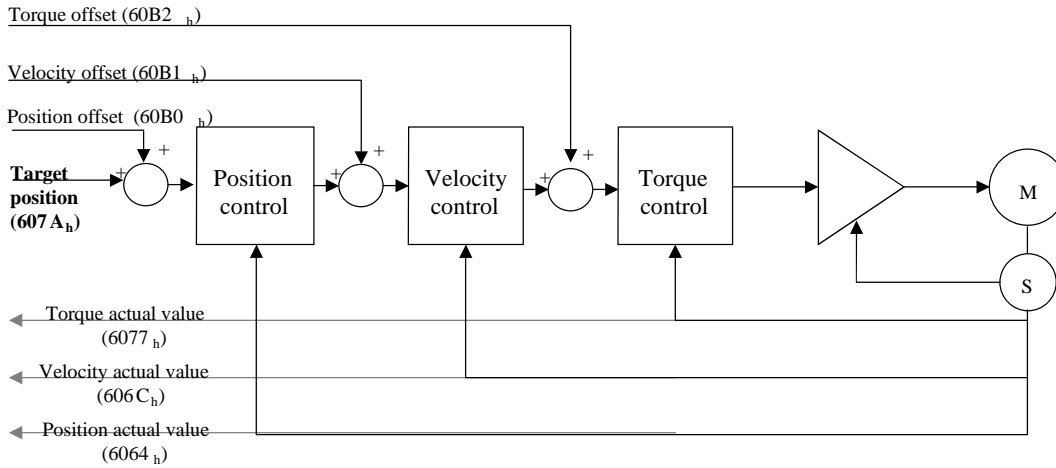 Torque offset (60B2 h)
Velocity offset (60B1 h)
Position offset (60B0 h)
+
+
+
+ + +
Target
position
(607A h)
Position
control
Velocity
control
Torque
control
M
S
Torque actual value
(6077 h)
Velocity actual value
(606C h)
Position actual value
(6064 h)